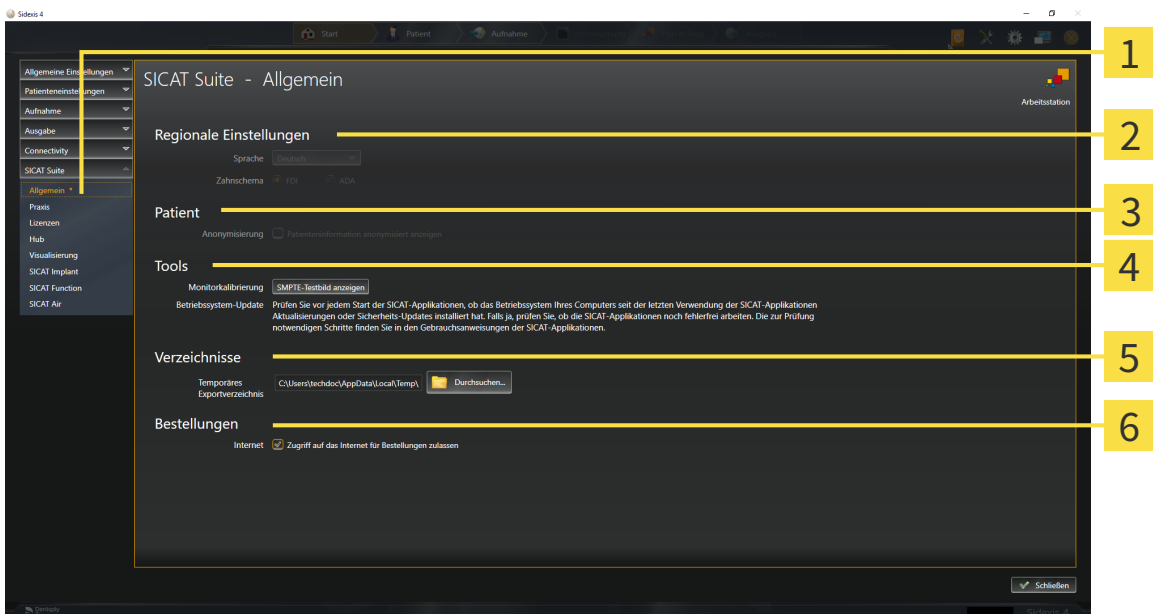 Sidexis 4
Start
Patient
Aufnahme
1
Allgemeine Einstellungen
Patienteneinstellungen
Aufnahme
Ausgabe
Connectivity
SICAT Suite
Allgemein *
Praxis
Lizenzen
Hub
Visualisierung
SICAT Implant
SICAT Function
SICAT Air
SICAT Suite - Allgemein
Arbeitsstation
Regionale Einstellungen
2
Sprache Deutsch
Zahnschema FDI ADA
Patient
3
Anonymisierung Patienteninformation anonymisiert anzeigen
Tools
4
Monitorkalibrierung SMPTE-Testbild anzeigen
Betriebssystem-Update Prüfen Sie vor jedem Start der SICAT-Applikationen, ob das Betriebssystem Ihres Computers seit der letzten Verwendung der SICAT-Applikationen
Aktualisierungen oder Sicherheits-Updates installiert hat. Falls ja, prüfen Sie, ob die SICAT-Applikationen noch fehlerfrei arbeiten. Die zur Prüfung
notwendigen Schritte finden Sie in den Gebrauchsanweisungen der SICAT-Applikationen.
Verzeichnisse
5
Temporäres
Exportverzeichnis
C:\Users\techdoc\AppData\Local\Temp\
Durchsuchen...
Bestellungen
6
Internet Zugriff auf das Internet für Bestellungen zulassen
Schließen
Dentsply
Sidexis 4